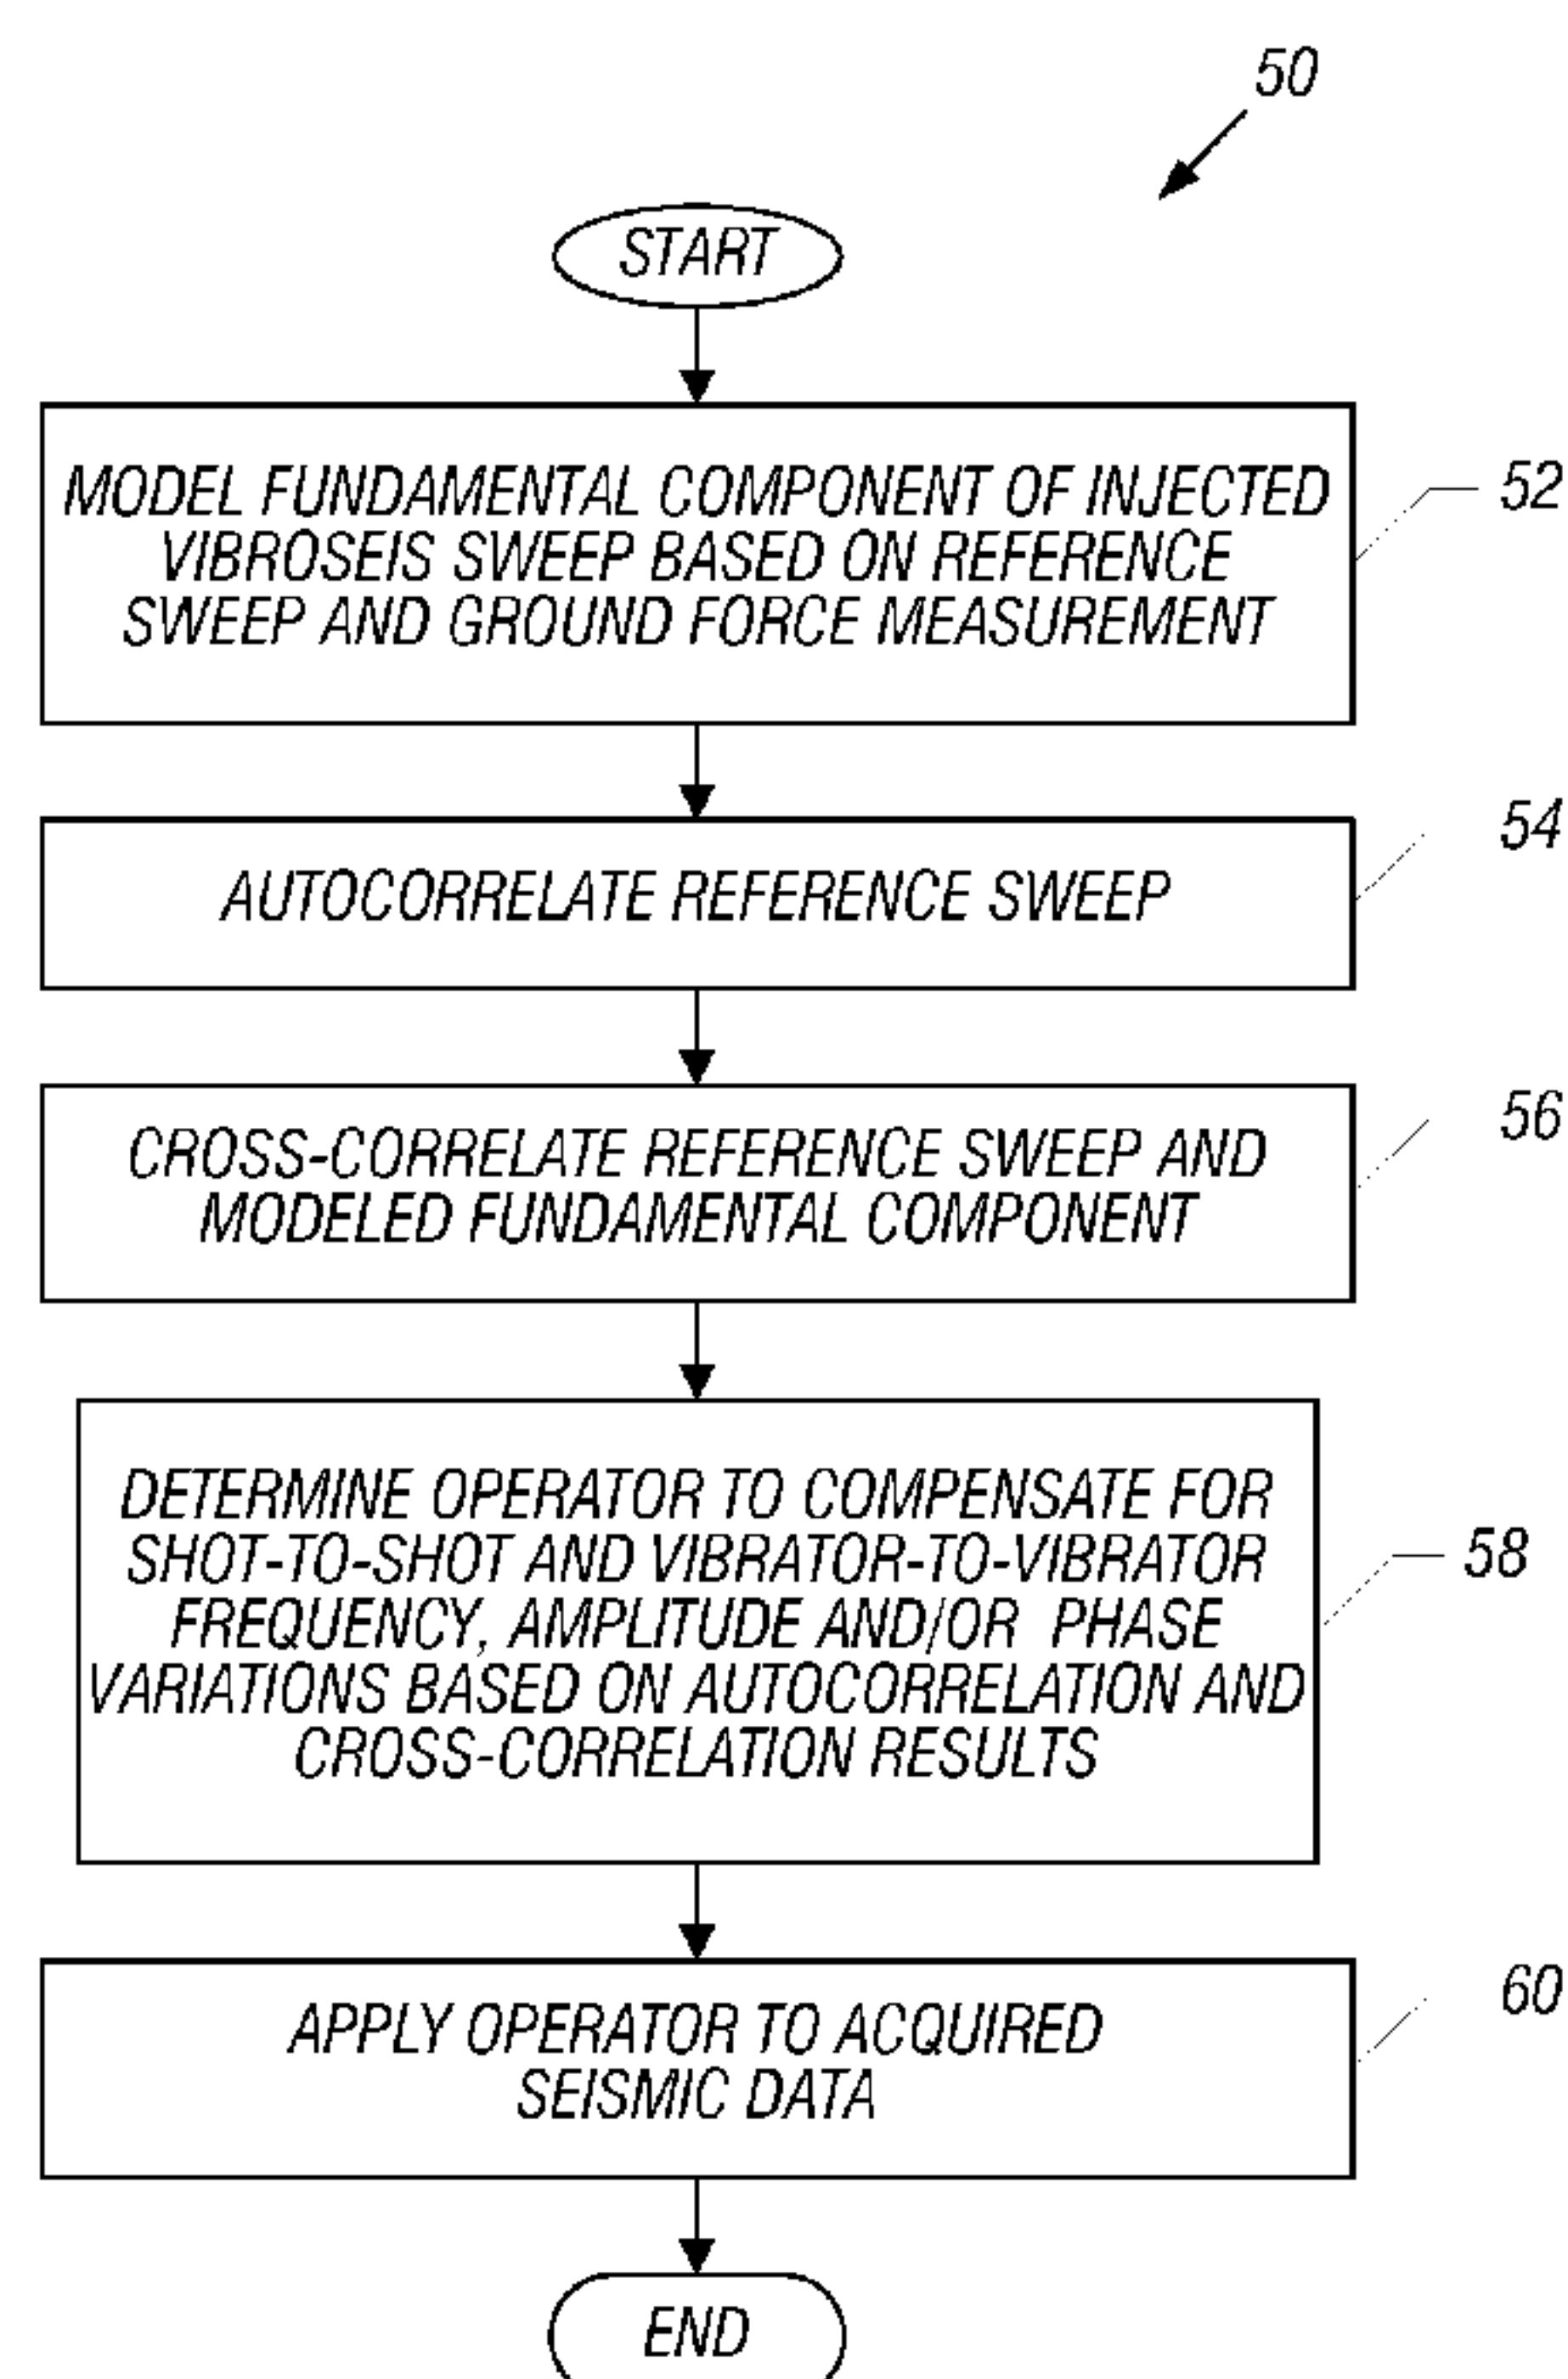 50
START
MODEL FUNDAMENTAL COMPONENT OF INJECTED
VIBROSEIS SWEEP BASED ON REFERENCE
SWEEP AND GROUND FORCE MEASUREMENT
52
AUTOCORRELATE REFERENCE SWEEP
54
CROSS-CORRELATE REFERENCE SWEEP AND
MODELED FUNDAMENTAL COMPONENT
56
DETERMINE OPERATOR TO COMPENSATE FOR
SHOT-TO-SHOT AND VIBRATOR-TO-VIBRATOR
FREQUENCY, AMPLITUDE AND/OR PHASE
VARIATIONS BASED ON AUTOCORRELATION AND
CROSS-CORRELATION RESULTS
58
APPLY OPERATOR TO ACQUIRED
SEISMIC DATA
60
END